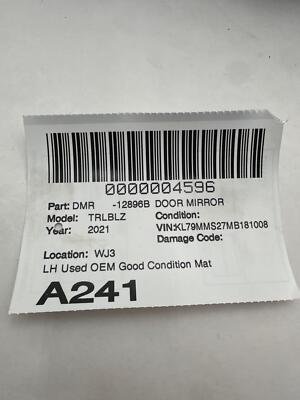 0000004596
Part: DMR -12896B DOOR MIRROR
Model: TRLBLZ Condition:
Year: 2021 VIN:KL79MMS27MB181008
Damage Code:
Location: WJ3
LH Used OEM Good Condition Mat
A241